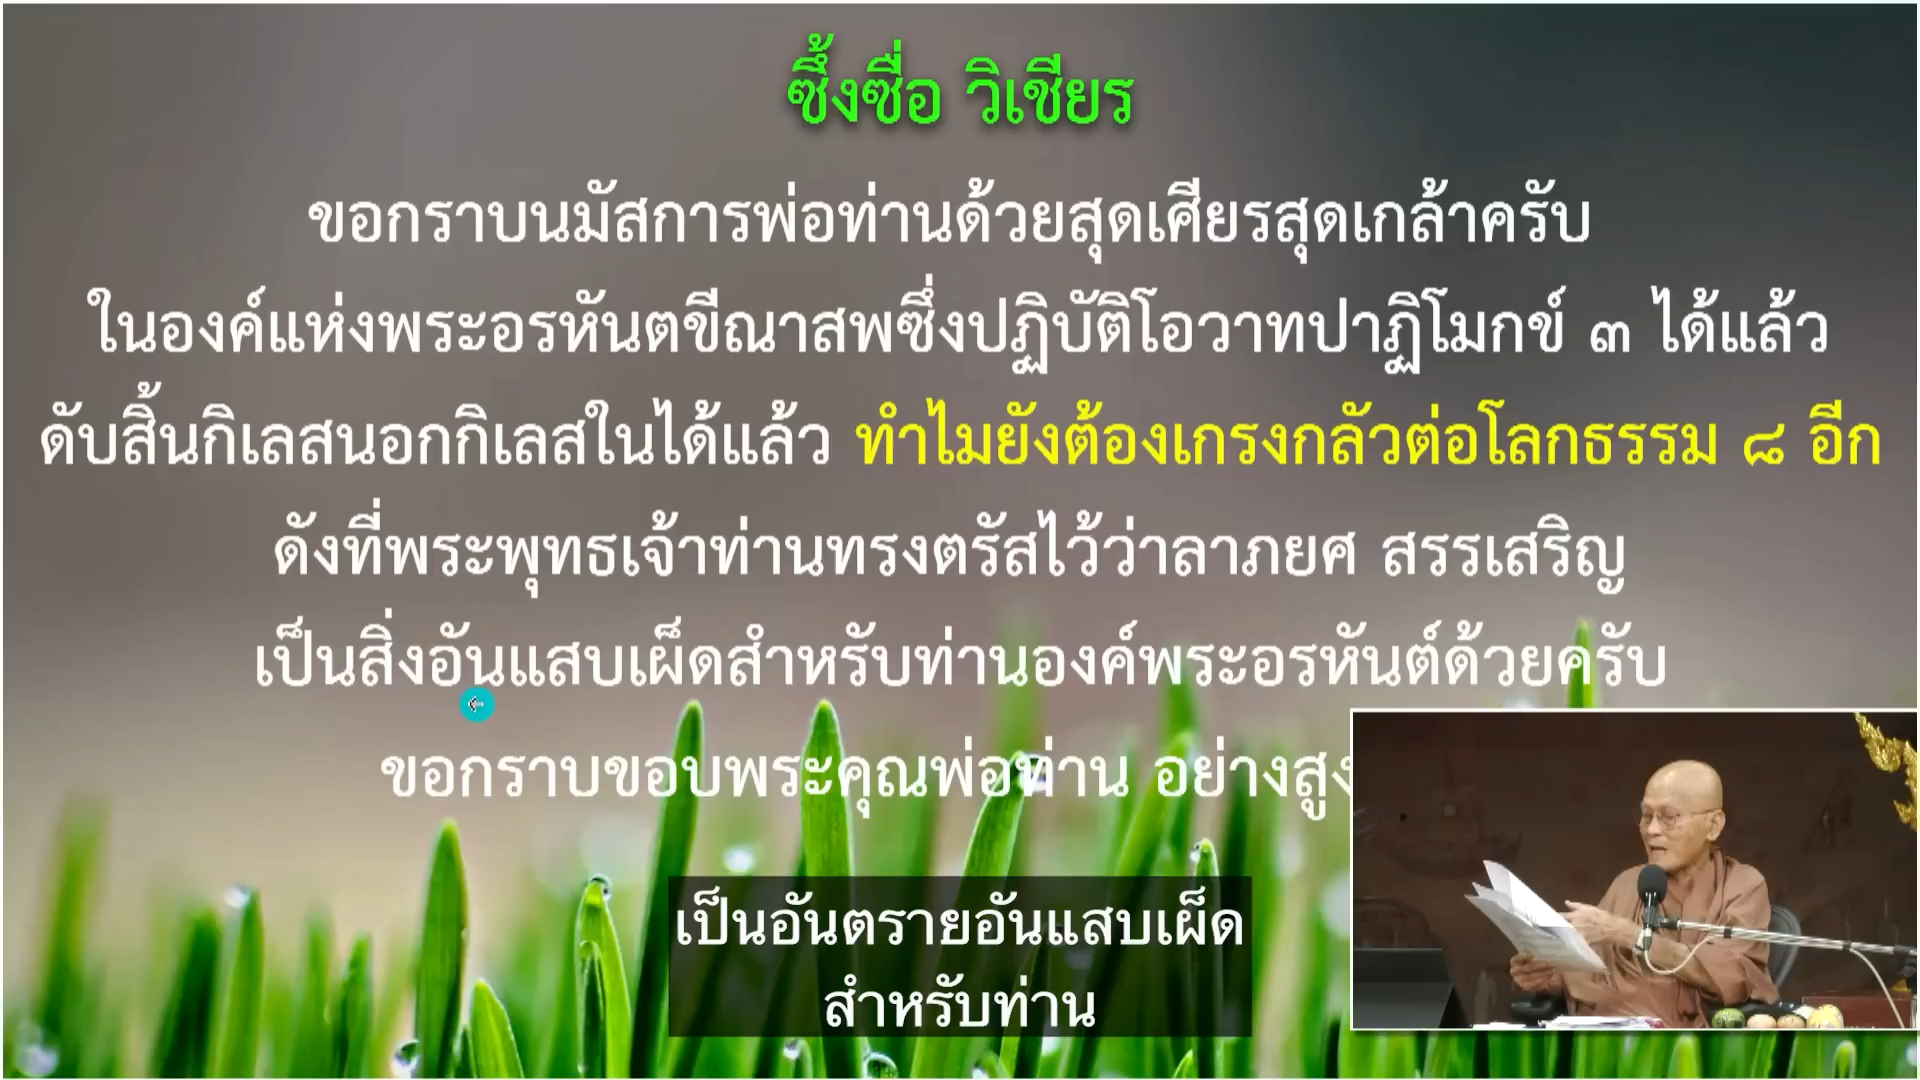 ซึ้งซื่อ วิเชียร
ขอกราบนมัสการพ่อท่านด้วยสุดเศียรสุดเกล้าครับ
ในองค์แห่งพระอรหันตขีณาสพซึ่งปฏิบัติโอวาทปาฏิโมกข์ ๓ ได้แล้ว
ดับสิ้นกิเลสนอกกิเลสในได้แล้ว ทำไมยังต้องเกรงกลัวต่อโลกธรรม ๘ อีก
ดังที่พระพุทธเจ้าท่านทรงตรัสไว้ว่าลาภยศ สรรเสริญ
เป็นสิ่งอันแสบเผ็ดสำหรับท่านองค์พระอรหันต์ด้วยครับ
ขอกราบขอบพระคุณพ่อท่าน อย่างสูง
เป็นอันตรายอันแสบเผ็ด
สำหรับท่าน